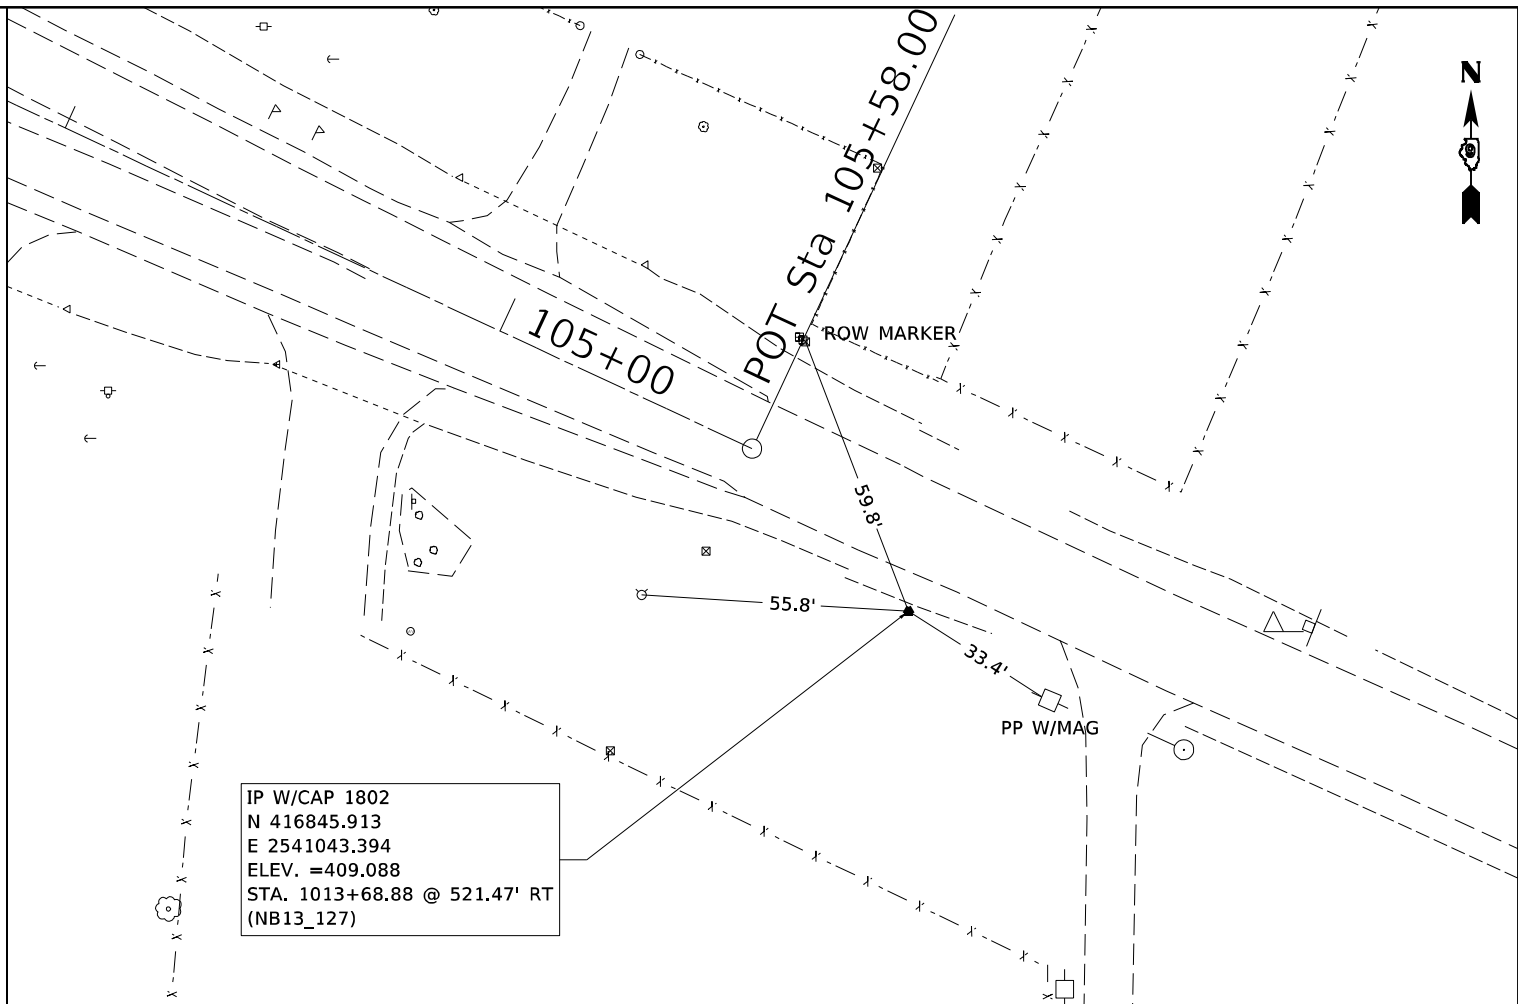 N
POT Sta 105+58.00
105+00
ROW MARKER
59.8'
55.8'
33.4'
PP W/MAG
IP W/CAP 1802
N 416845.913
E 2541043.394
ELEV. =409.088
STA. 1013+68.88 @ 521.47' RT
(NB13_127)